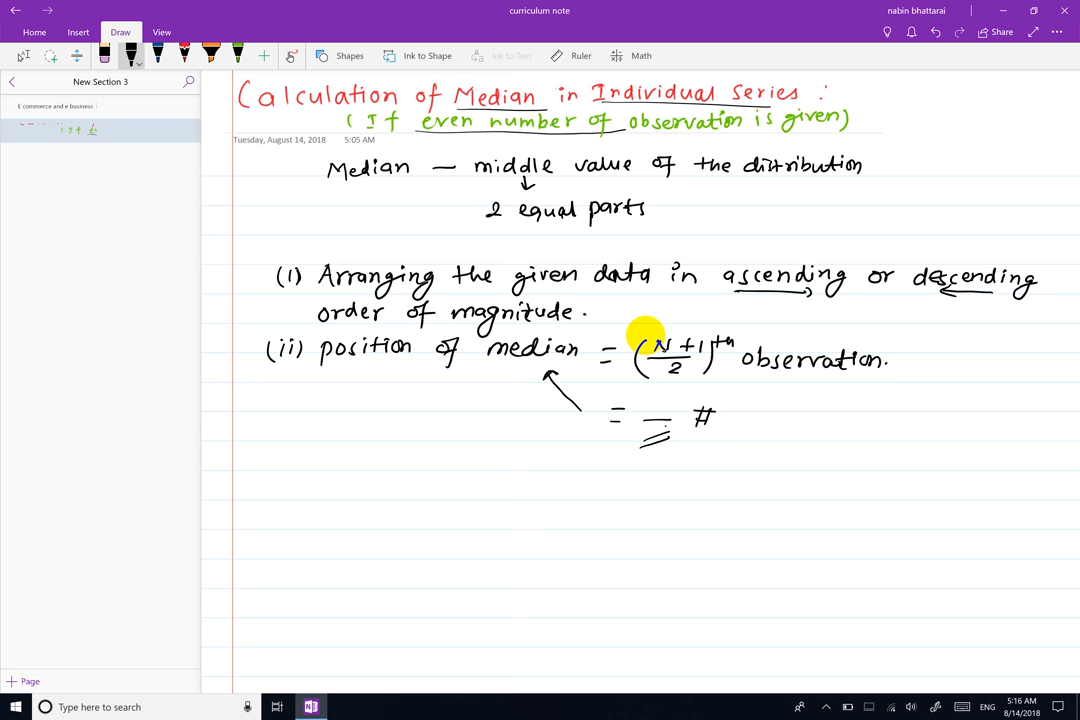 curriculum note
nabin bhattarai
Home Insert Draw View
Share
Shapes Ink to Shape Ink to Text Ruler Math
New Section 3
E commerce and e business
Calculation of Median in Individual Series :
(If even number of observation is given)
Tuesday, August 14, 2018 5:05 AM
Median — middle value of the distribution
2 equal parts
(i) Arranging the given data in ascending or descending
order of magnitude.
(ii) position of median = (N+1/2)th observation.
= __ #
+ Page
Type here to search
ENG
5:16 AM
8/14/2018